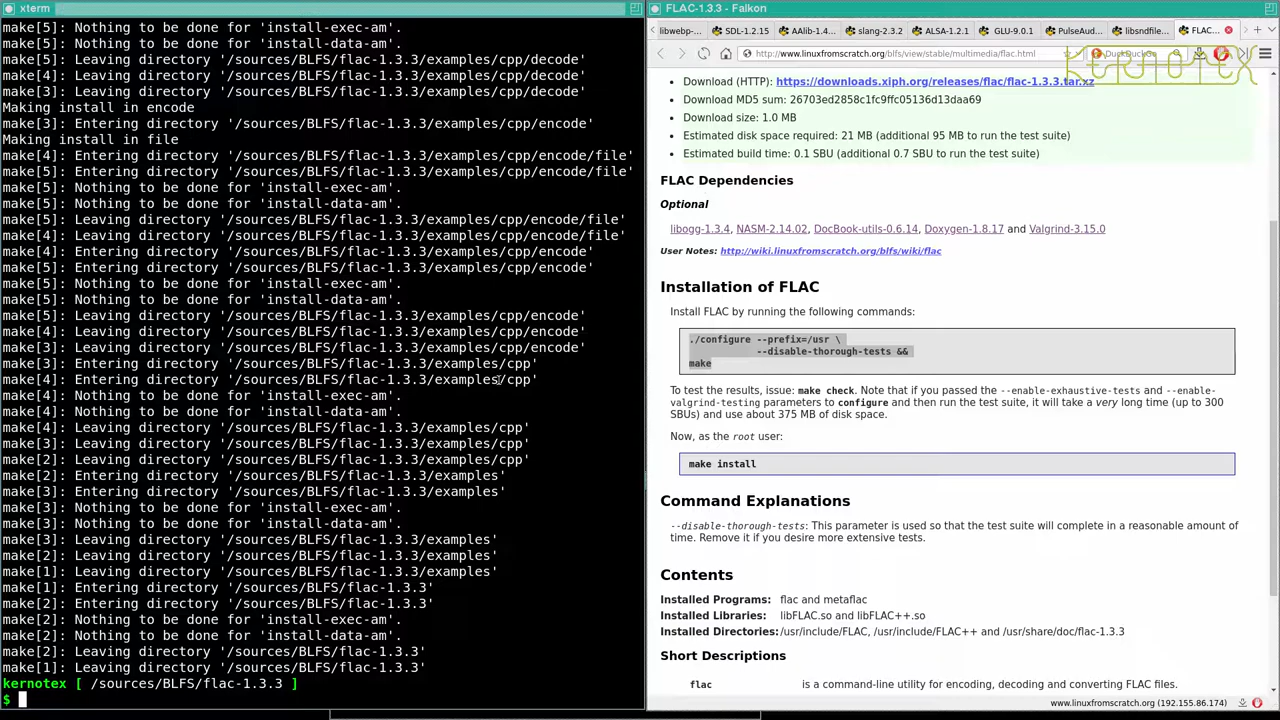 xterm
make[5]: Nothing to be done for 'install-exec-am'.
make[5]: Nothing to be done for 'install-data-am'.
make[5]: Leaving directory '/sources/BLFS/flac-1.3.3/examples/cpp/decode'
make[4]: Leaving directory '/sources/BLFS/flac-1.3.3/examples/cpp/decode'
make[3]: Leaving directory '/sources/BLFS/flac-1.3.3/examples/cpp/decode'
Making install in encode
make[3]: Entering directory '/sources/BLFS/flac-1.3.3/examples/cpp/encode'
Making install in file
make[4]: Entering directory '/sources/BLFS/flac-1.3.3/examples/cpp/encode/file'
make[5]: Entering directory '/sources/BLFS/flac-1.3.3/examples/cpp/encode/file'
make[5]: Nothing to be done for 'install-exec-am'.
make[5]: Nothing to be done for 'install-data-am'.
make[5]: Leaving directory '/sources/BLFS/flac-1.3.3/examples/cpp/encode/file'
make[4]: Leaving directory '/sources/BLFS/flac-1.3.3/examples/cpp/encode/file'
make[4]: Entering directory '/sources/BLFS/flac-1.3.3/examples/cpp/encode'
make[5]: Entering directory '/sources/BLFS/flac-1.3.3/examples/cpp/encode'
make[5]: Nothing to be done for 'install-exec-am'.
make[5]: Nothing to be done for 'install-data-am'.
make[5]: Leaving directory '/sources/BLFS/flac-1.3.3/examples/cpp/encode'
make[4]: Leaving directory '/sources/BLFS/flac-1.3.3/examples/cpp/encode'
make[3]: Leaving directory '/sources/BLFS/flac-1.3.3/examples/cpp/encode'
make[3]: Entering directory '/sources/BLFS/flac-1.3.3/examples/cpp'
make[4]: Entering directory '/sources/BLFS/flac-1.3.3/examples/cpp'
make[4]: Nothing to be done for 'install-exec-am'.
make[4]: Nothing to be done for 'install-data-am'.
make[4]: Leaving directory '/sources/BLFS/flac-1.3.3/examples/cpp'
make[3]: Leaving directory '/sources/BLFS/flac-1.3.3/examples/cpp'
make[2]: Leaving directory '/sources/BLFS/flac-1.3.3/examples/cpp'
make[2]: Entering directory '/sources/BLFS/flac-1.3.3/examples'
make[3]: Entering directory '/sources/BLFS/flac-1.3.3/examples'
make[3]: Nothing to be done for 'install-exec-am'.
make[3]: Nothing to be done for 'install-data-am'.
make[3]: Leaving directory '/sources/BLFS/flac-1.3.3/examples'
make[2]: Leaving directory '/sources/BLFS/flac-1.3.3/examples'
make[1]: Leaving directory '/sources/BLFS/flac-1.3.3/examples'
make[1]: Entering directory '/sources/BLFS/flac-1.3.3'
make[2]: Entering directory '/sources/BLFS/flac-1.3.3'
make[2]: Nothing to be done for 'install-exec-am'.
make[2]: Nothing to be done for 'install-data-am'.
make[2]: Leaving directory '/sources/BLFS/flac-1.3.3'
make[1]: Leaving directory '/sources/BLFS/flac-1.3.3'
kernotex [ /sources/BLFS/flac-1.3.3 ]
$
FLAC-1.3.3 - Falkon
libwebp-... SDL-1.2.15 AAlib-1.4... slang-2.3.2 ALSA-1.2.1 GLU-9.0.1 PulseAud... libsndfile... FLAC...
http://www.linuxfromscratch.org/blfs/view/stable/multimedia/flac.html DuckDuckGo
KERNOTEX
Download (HTTP): https://downloads.xiph.org/releases/flac/flac-1.3.3.tar.xz
Download MD5 sum: 26703ed2858c1fc9ffc05136d13daa69
Download size: 1.0 MB
Estimated disk space required: 21 MB (additional 95 MB to run the test suite)
Estimated build time: 0.1 SBU (additional 0.7 SBU to run the test suite)
FLAC Dependencies
Optional
libogg-1.3.4, NASM-2.14.02, DocBook-utils-0.6.14, Doxygen-1.8.17 and Valgrind-3.15.0
User Notes: http://wiki.linuxfromscratch.org/blfs/wiki/flac
Installation of FLAC
Install FLAC by running the following commands:
./configure --prefix=/usr \
--disable-thorough-tests &&
make
To test the results, issue: make check. Note that if you passed the --enable-exhaustive-tests and --enable-
valgrind-testing parameters to configure and then run the test suite, it will take a very long time (up to 300
SBUs) and use about 375 MB of disk space.
Now, as the root user:
make install
Command Explanations
--disable-thorough-tests: This parameter is used so that the test suite will complete in a reasonable amount of
time. Remove it if you desire more extensive tests.
Contents
Installed Programs: flac and metaflac
Installed Libraries: libFLAC.so and libFLAC++.so
Installed Directories: /usr/include/FLAC, /usr/include/FLAC++ and /usr/share/doc/flac-1.3.3
Short Descriptions
flac is a command-line utility for encoding, decoding and converting FLAC files.
www.linuxfromscratch.org (192.155.86.174)